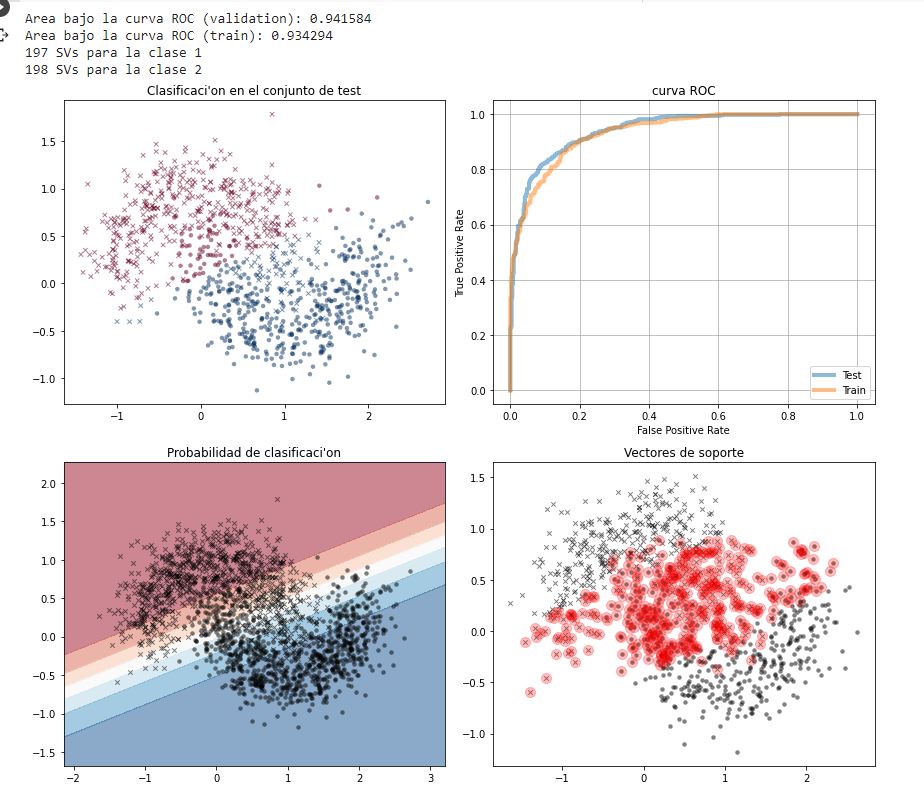 Area bajo la curva ROC (validation): 0.941584
Area bajo la curva ROC (train): 0.934294
197 SVs para la clase 1
198 SVs para la clase 2
Clasificaci'on en el conjunto de test
1.5
1.0
0.5
0.0
−0.5
−1.0
−1 0 1 2
curva ROC
True Positive Rate
1.0
0.8
0.6
0.4
0.2
0.0
Test
Train
0.0 0.2 0.4 0.6 0.8 1.0
False Positive Rate
Probabilidad de clasificaci'on
2.0
1.5
1.0
0.5
0.0
−0.5
−1.0
−1.5
−2 −1 0 1 2 3
Vectores de soporte
1.5
1.0
0.5
0.0
−0.5
−1.0
−1 0 1 2